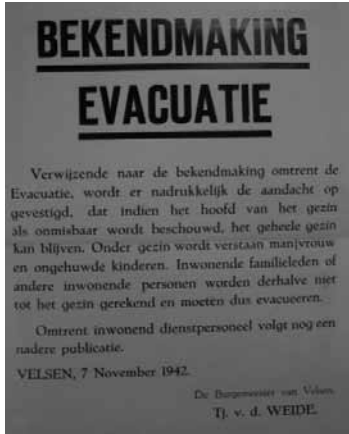 BEKENDMAKING
EVACUATIE
Verwijzende naar de bekendmaking omtrent de
Evacuatie, wordt er nadrukkelijk de aandacht op
gevestigd, dat indien het hoofd van het gezin
als onmisbaar wordt beschouwd, het geheele gezin
kan blijven. Onder gezin wordt verstaan man,vrouw
en ongehuwde kinderen. Inwonende familieleden of
andere inwonende personen worden derhalve niet
tot het gezin gerekend en moeten dus evacueeren.
Omtrent inwonend dienstpersoneel volgt nog een
nadere publicatie.
VELSEN, 7 November 1942.
De Burgemeester van Velsen,
Tj. v. d. WEIDE.